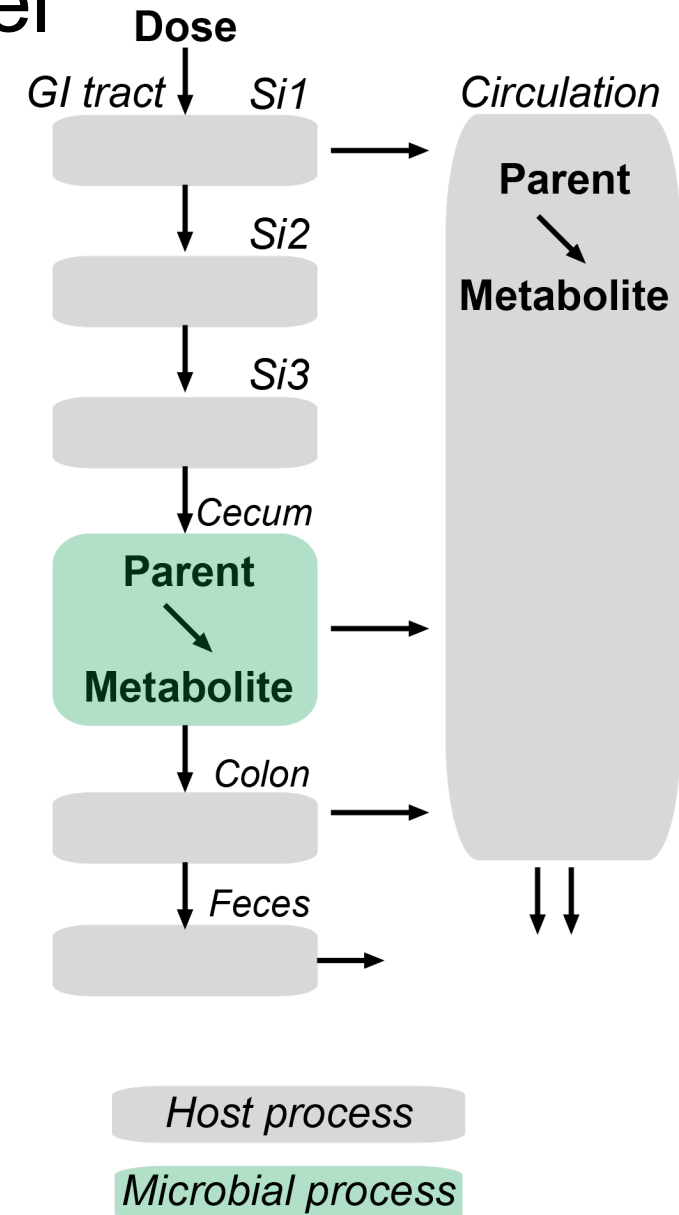 Dose
GI tract
Si1
Circulation
Parent
Metabolite
Si2
Si3
Cecum
Parent
Metabolite
Colon
Feces
Host process
Microbial process